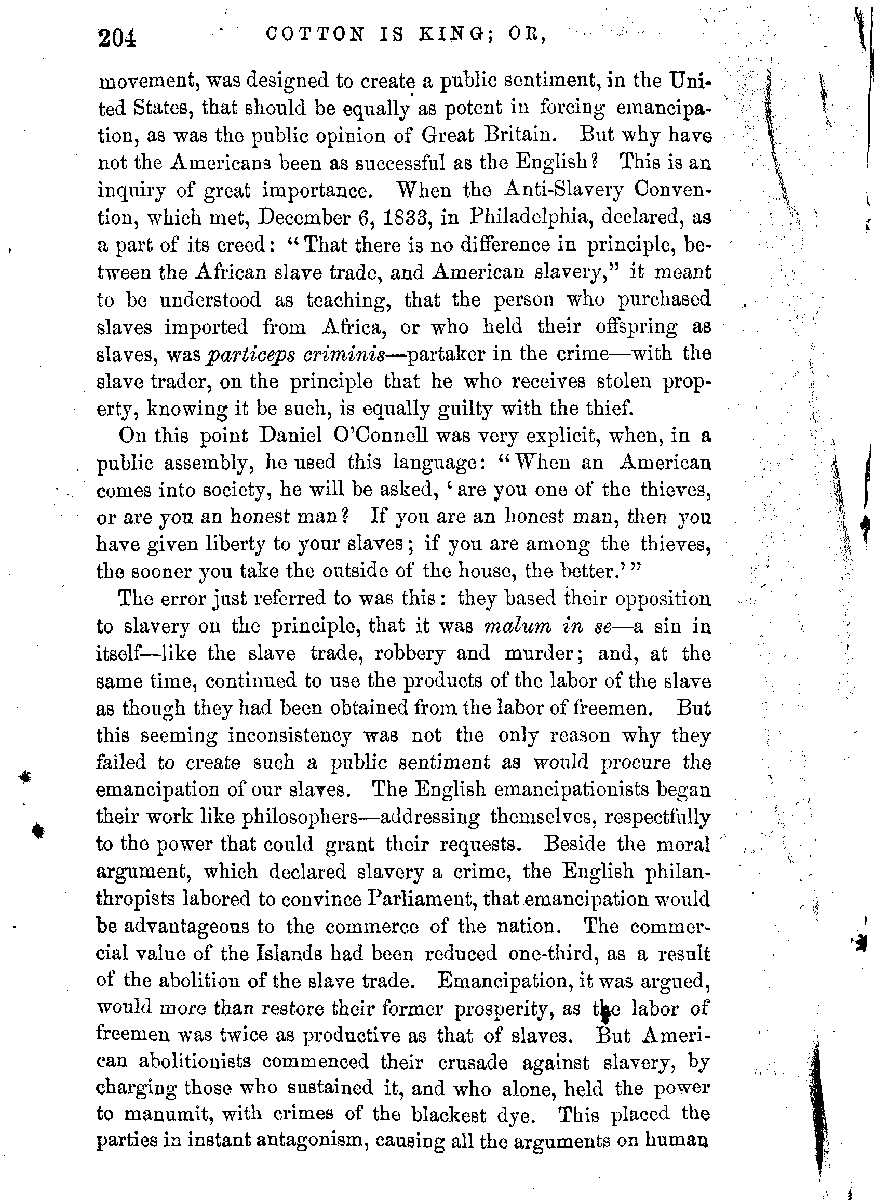 204 COTTON IS KING; OR,
movement, was designed to create a public sentiment, in the Uni-
ted States, that should be equally as potent in forcing emancipa-
tion, as was the public opinion of Great Britain. But why have
not the Americans been as successful as the English? This is an
inquiry of great importance. When the Anti-Slavery Conven-
tion, which met, December 6, 1833, in Philadelphia, declared, as
a part of its creed: "That there is no difference in principle, be-
tween the African slave trade, and American slavery," it meant
to be understood as teaching, that the person who purchased
slaves imported from Africa, or who held their offspring as
slaves, was particeps criminis—partaker in the crime—with the
slave trader, on the principle that he who receives stolen prop-
erty, knowing it be such, is equally guilty with the thief.
On this point Daniel O'Connell was very explicit, when, in a
public assembly, he used this language: "When an American
comes into society, he will be asked, 'are you one of the thieves,
or are you an honest man? If you are an honest man, then you
have given liberty to your slaves; if you are among the thieves,
the sooner you take the outside of the house, the better.'"
The error just referred to was this: they based their opposition
to slavery on the principle, that it was malum in se—a sin in
itself—like the slave trade, robbery and murder; and, at the
same time, continued to use the products of the labor of the slave
as though they had been obtained from the labor of freemen. But
this seeming inconsistency was not the only reason why they
failed to create such a public sentiment as would procure the
emancipation of our slaves. The English emancipationists began
their work like philosophers—addressing themselves, respectfully
to the power that could grant their requests. Beside the moral
argument, which declared slavery a crime, the English philan-
thropists labored to convince Parliament, that emancipation would
be advantageous to the commerce of the nation. The commer-
cial value of the Islands had been reduced one-third, as a result
of the abolition of the slave trade. Emancipation, it was argued,
would more than restore their former prosperity, as the labor of
freemen was twice as productive as that of slaves. But Ameri-
can abolitionists commenced their crusade against slavery, by
charging those who sustained it, and who alone, held the power
to manumit, with crimes of the blackest dye. This placed the
parties in instant antagonism, causing all the arguments on human